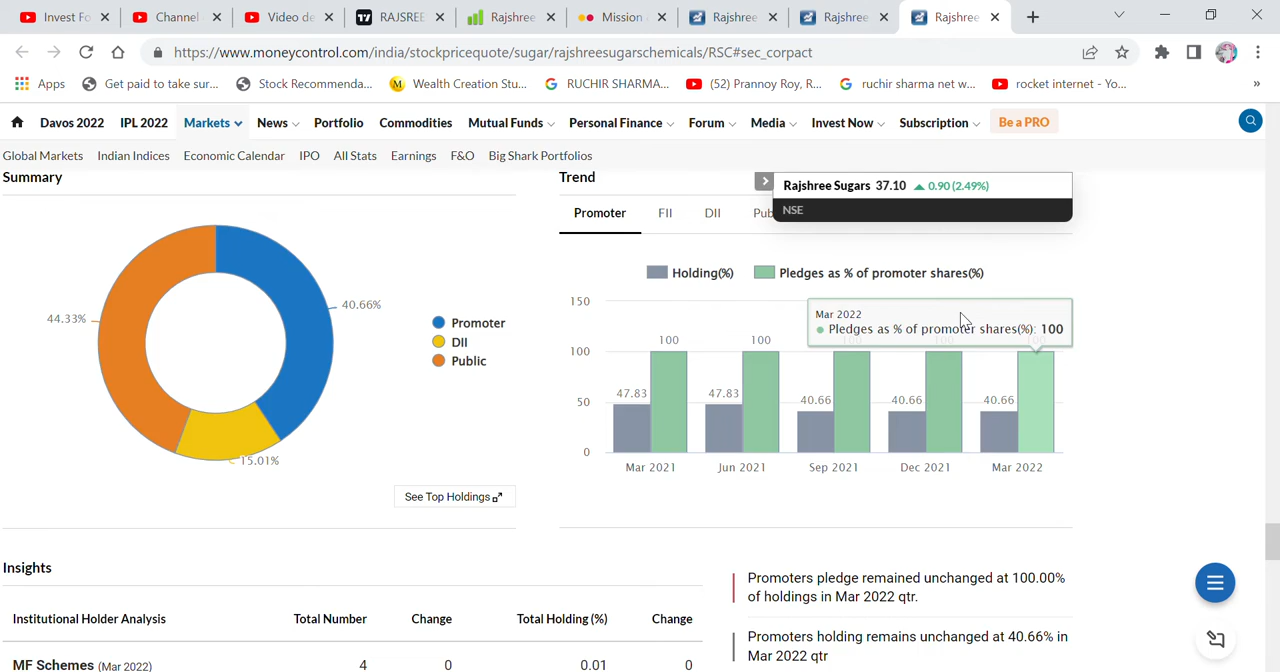 Invest Fo
Channel
Video de
RAJSREE
Rajshree
Mission
Rajshree
Rajshree
Rajshree
https://www.moneycontrol.com/india/stockpricequote/sugar/rajshreesugarschemicals/RSC#sec_corpact
Apps
Get paid to take sur...
Stock Recommenda...
M
Wealth Creation Stu...
RUCHIR SHARMA...
(52) Prannoy Roy, R...
ruchir sharma net w...
rocket internet - Yo...
»
Davos 2022
IPL 2022
Markets
News
Portfolio
Commodities
Mutual Funds
Personal Finance
Forum
Media
Invest Now
Subscription
Be a PRO
Global Markets
Indian Indices
Economic Calendar
IPO
All Stats
Earnings
F&O
Big Shark Portfolios
Summary
44.33%
40.66%
15.01%
Promoter
DII
Public
See Top Holdings
Trend
Rajshree Sugars 37.10 0.90 (2.49%)
NSE
Promoter
FII
DII
Pub
Holding(%)
Pledges as % of promoter shares(%)
150
100
50
0
Mar 2022
Pledges as % of promoter shares(%): 100
47.83
100
47.83
100
40.66
100
40.66
100
40.66
100
Mar 2021
Jun 2021
Sep 2021
Dec 2021
Mar 2022
Insights
Institutional Holder Analysis
Total Number
Change
Total Holding (%)
Change
MF Schemes (Mar 2022)
4
0
0.01
0
Promoters pledge remained unchanged at 100.00%
of holdings in Mar 2022 qtr.
Promoters holding remains unchanged at 40.66% in
Mar 2022 qtr